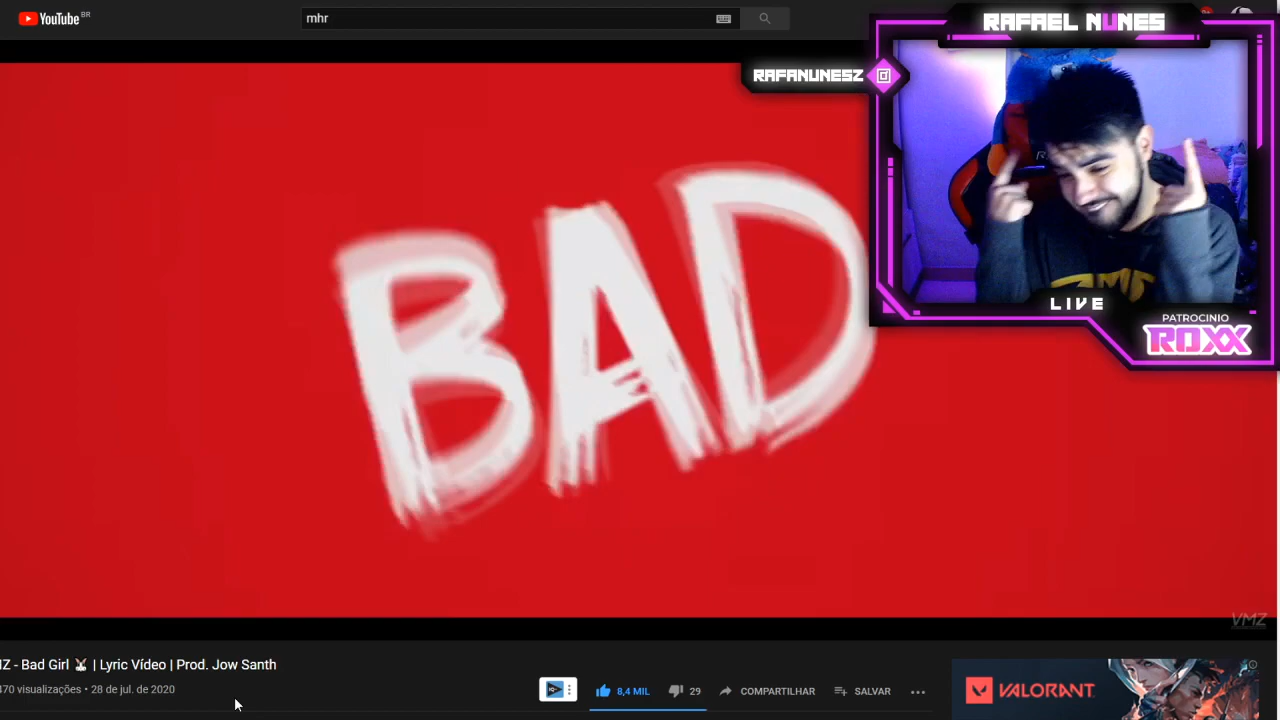 YouTube BR
mhr
RAFAEL NUNES
RAFANUNESZ
BAD
LIVE
PATROCINIO
ROXX
VMZ
Z - Bad Girl | Lyric Vídeo | Prod. Jow Santh
470 visualizações • 28 de jul. de 2020
8,4 MIL
29
COMPARTILHAR
SALVAR
VALORANT